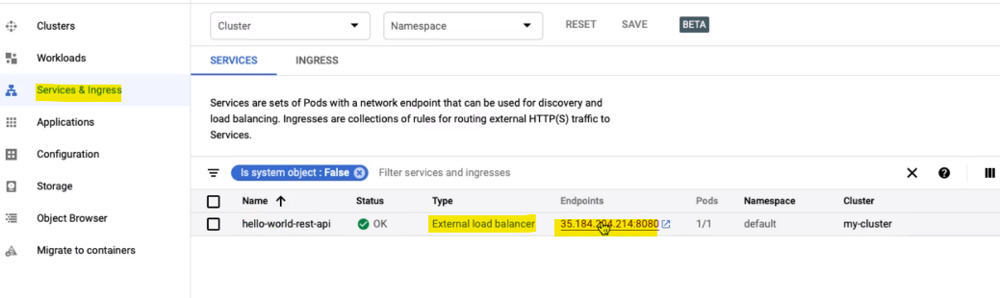 Clusters
Workloads
Services & Ingress
Applications
Configuration
Storage
Object Browser
Migrate to containers
Cluster Namespace RESET SAVE BETA
SERVICES INGRESS
Services are sets of Pods with a network endpoint that can be used for discovery and
load balancing. Ingresses are collections of rules for routing external HTTP(S) traffic to
Services.
Is system object : False Filter services and ingresses
Name Status Type Endpoints Pods Namespace Cluster
hello-world-rest-api OK External load balancer 35.184.204.214:8080 1/1 default my-cluster